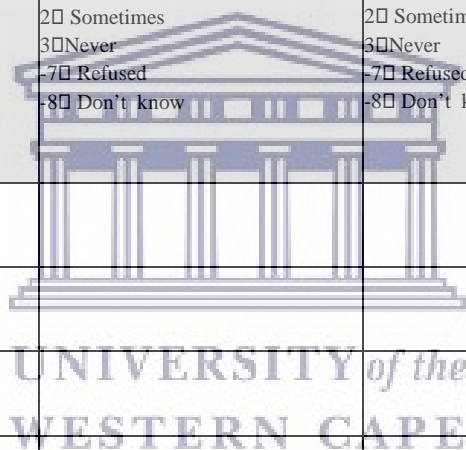 2☐ Sometimes
3☐Never
-7☐ Refused
-8☐ Don't know
2☐ Sometim
3☐Never
-7☐ Refused
-8☐ Don't k
UNIVERSITY of the
WESTERN CAPE